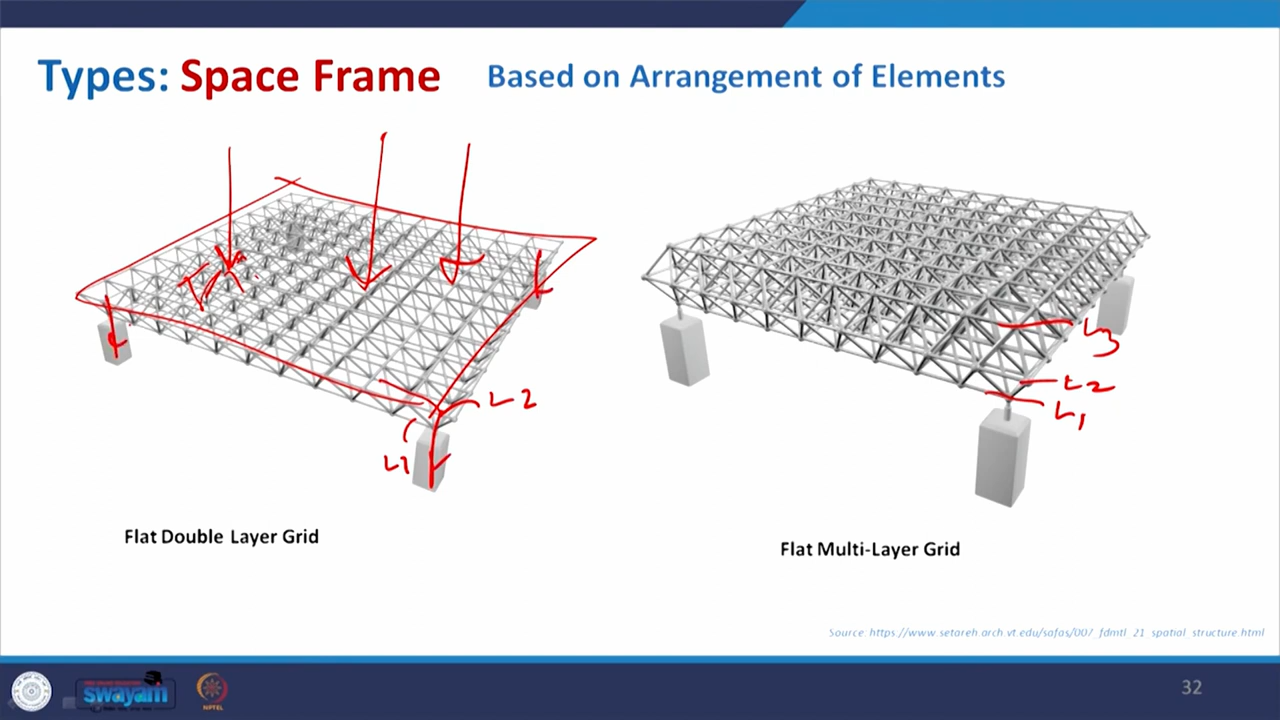 Types: Space Frame
Based on Arrangement of Elements
L2
L1
L3
L2
L1
Flat Double Layer Grid
Flat Multi-Layer Grid
Source: https://www.setareh.arch.vt.edu/safas/007_fdmtl_21_spatial_structure.html
swayam
NPTEL
32